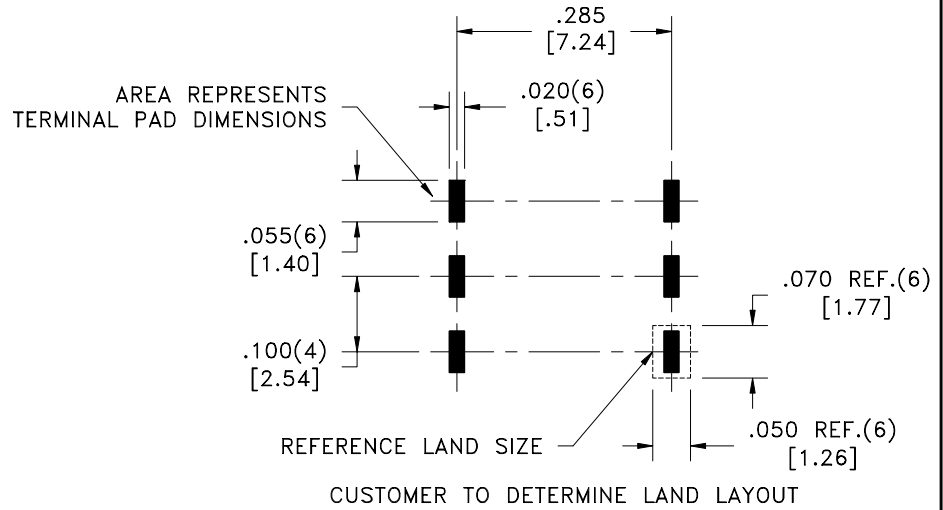 .285
[7.24]
AREA REPRESENTS
TERMINAL PAD DIMENSIONS
.020(6)
[.51]
.055(6)
[1.40]
.070 REF.(6)
[1.77]
.100(4)
[2.54]
REFERENCE LAND SIZE
.050 REF.(6)
[1.26]
CUSTOMER TO DETERMINE LAND LAYOUT